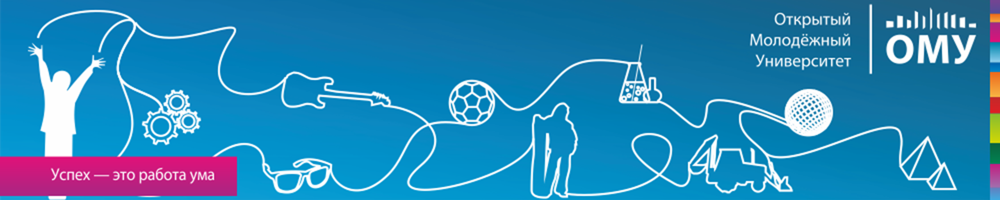 Открытый
Молодёжный
Университет
ОМУ
Успех — это работа ума